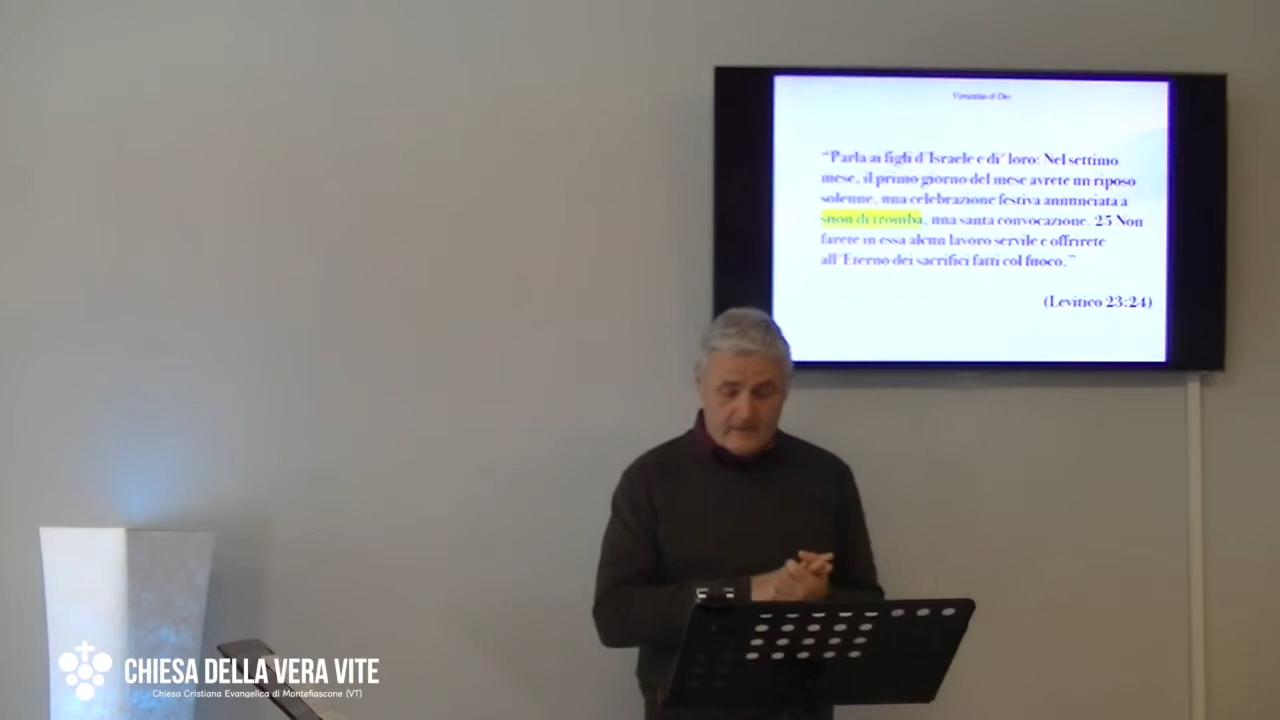 “Parla ai figli d'Israele e di' loro: Nel settimo
mese, il primo giorno del mese avrete un riposo
solenne, una celebrazione festiva annunciata a
suon di tromba, una santa convocazione. 25 Non
farete in essa alcun lavoro servile e offrirete
all'Eterno dei sacrifici fatti col fuoco.”
(Levitico 23:24)
CHIESA DELLA VERA VITE
Chiesa Cristiana Evangelica di Montefiascone (VT)